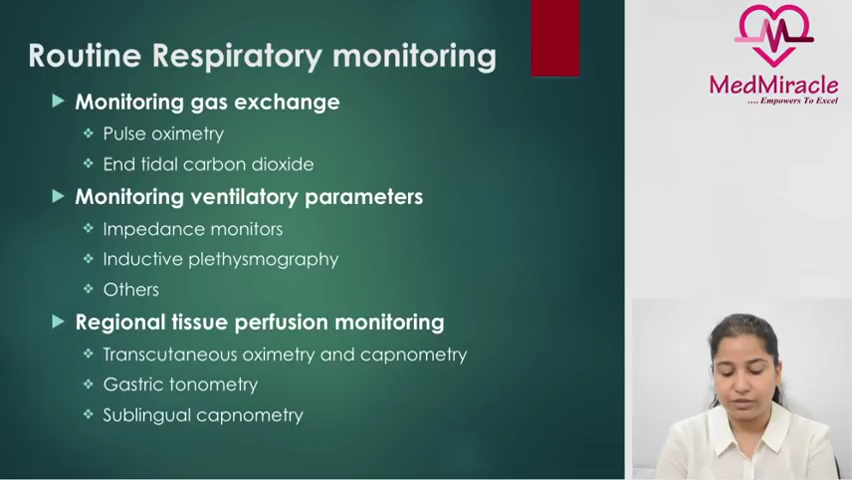 Routine Respiratory monitoring
Monitoring gas exchange
Pulse oximetry
End tidal carbon dioxide
Monitoring ventilatory parameters
Impedance monitors
Inductive plethysmography
Others
Regional tissue perfusion monitoring
Transcutaneous oximetry and capnometry
Gastric tonometry
Sublingual capnometry
MedMiracle
.... Empowers To Excel